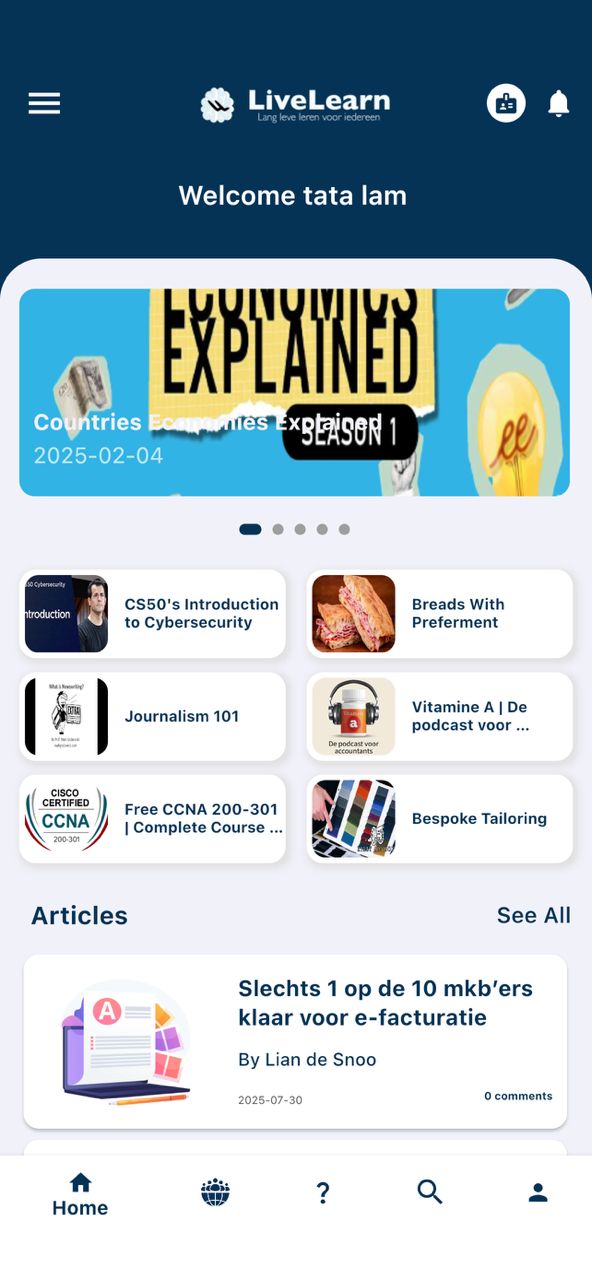 LiveLearn
Lang leve leren voor iedereen
Welcome tata lam
ECONOMICS
EXPLAINED
Countries Economies Explained
SEASON 1
2025-02-04
ee
50 Cybersecurity
ntroduction
CS50's Introduction
to Cybersecurity
Breads With
Preferment
What is Newswriting?
EXTRA!
Journalism 101
a
De podcast voor
accountants
Vitamine A | De
podcast voor ...
CISCO
CERTIFIED
CCNA
200-301
Free CCNA 200-301
| Complete Course ...
Bespoke Tailoring
Articles
See All
A
Slechts 1 op de 10 mkb’ers
klaar voor e-facturatie
By Lian de Snoo
2025-07-30
0 comments
?
Home